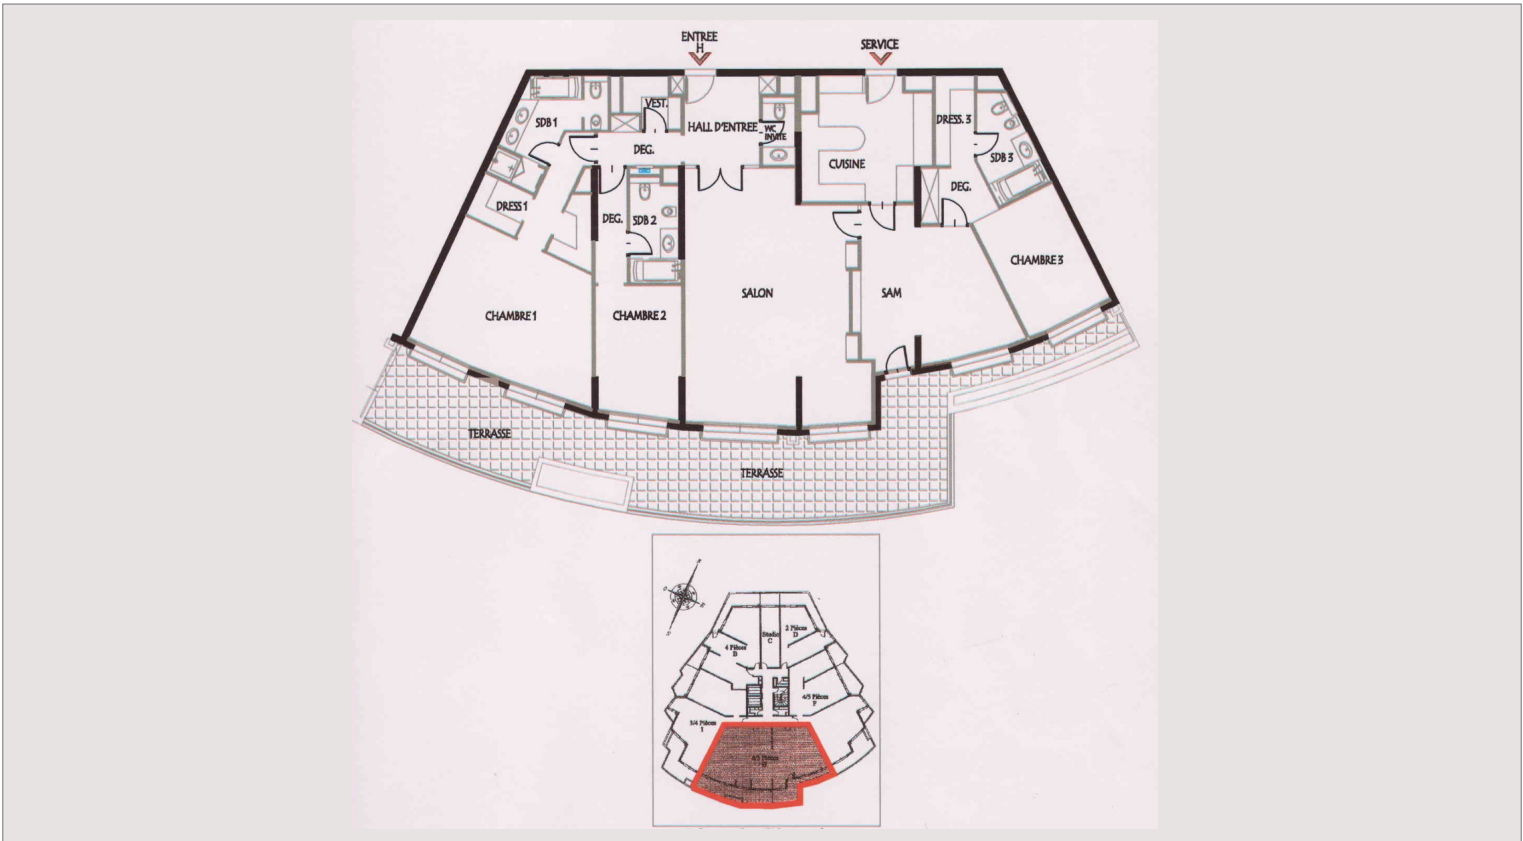 ENTREE
H
SERVICE
VEST.
SDB 1
HALL D'ENTREE
WC
INVITE
DRESS. 3
DEG.
CUISINE
SDB 3
DEG.
DRESS 1
DEG.
SDB 2
CHAMBRE 3
SALON
SAM
CHAMBRE 1
CHAMBRE 2
TERRASSE
TERRASSE
Studio
C
2 Pièces
D
4 Pièces
B
4/5 Pièces
F
3/4 Pièces
I